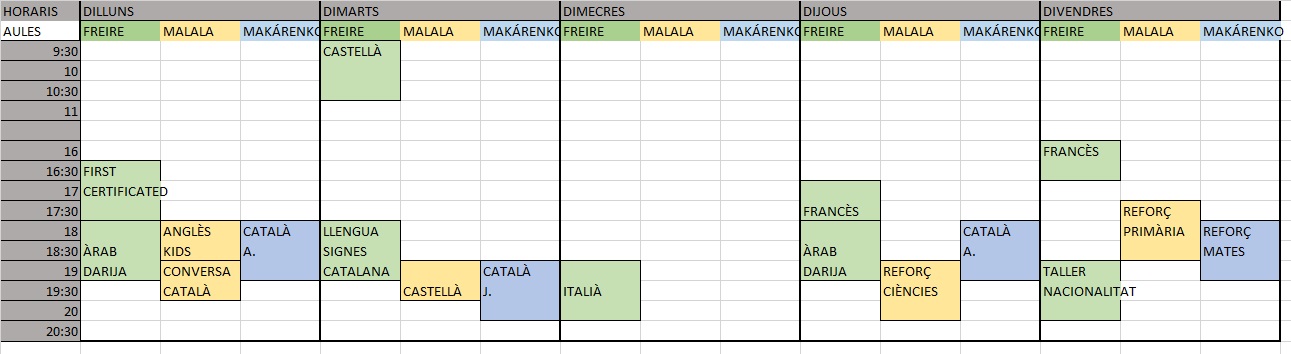 HORARIS DILLUNS DIMARTS DIMECRES DIJOUS DIVENDRES
AULES FREIRE MALALA MAKÁRENKO FREIRE MALALA MAKÁRENKO FREIRE MALALA MAKÁRENKO FREIRE MALALA MAKÁRENKO FREIRE MALALA MAKÁRENKO
9:30 CASTELLÀ
10
10:30
11
16 FRANCÈS
16:30 FIRST
17 CERTIFICATED
17:30 FRANCÈS REFORÇ
18 ANGLÈS CATALÀ LLENGUA CATALÀ PRIMÀRIA REFORÇ
18:30 ÀRAB KIDS A. SIGNES ÀRAB A. MATES
19 DARIJA CONVERSA CATALANA CATALÀ DARIJA REFORÇ TALLER
19:30 CATALÀ CASTELLÀ J. ITALIÀ CIÈNCIES NACIONALITAT
20
20:30